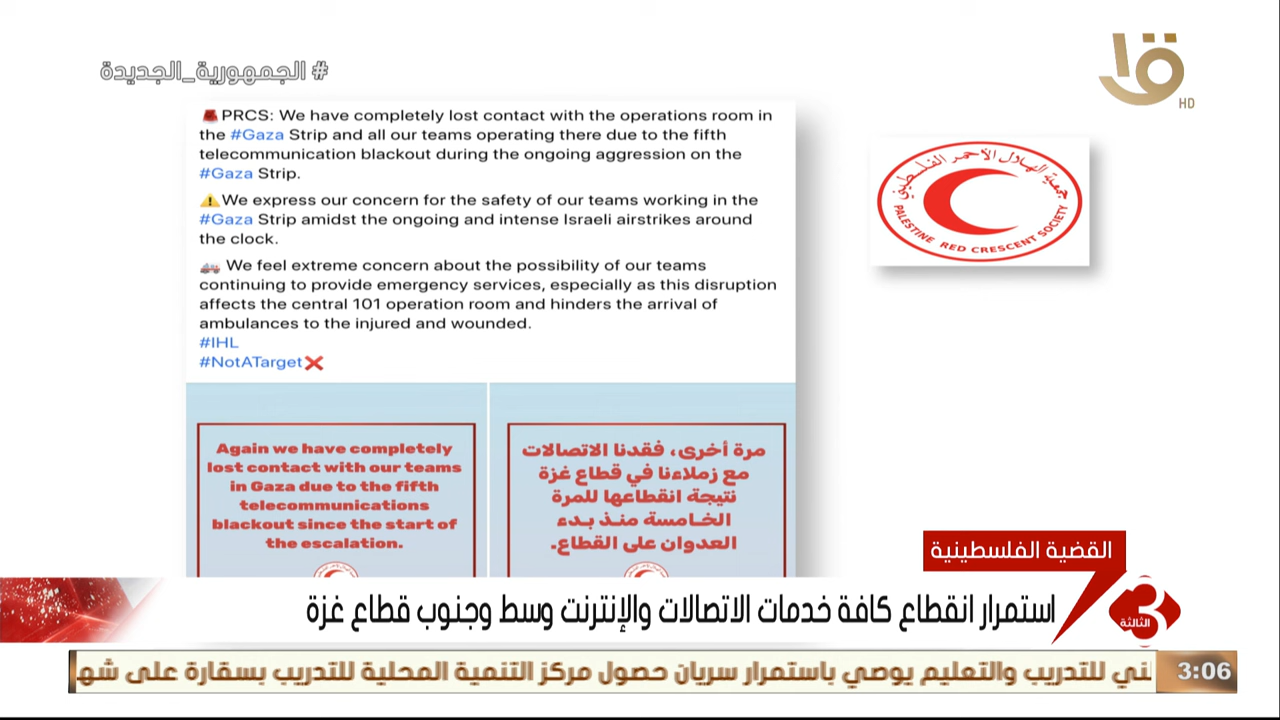 # الجمهورية_الجديدة
HD
PRCS: We have completely lost contact with the operations room in
the #Gaza Strip and all our teams operating there due to the fifth
telecommunication blackout during the ongoing aggression on the
#Gaza Strip.
⚠️We express our concern for the safety of our teams working in the
#Gaza Strip amidst the ongoing and intense Israeli airstrikes around
the clock.
🚑 We feel extreme concern about the possibility of our teams
continuing to provide emergency services, especially as this disruption
affects the central 101 operation room and hinders the arrival of
ambulances to the injured and wounded.
#IHL
#NotATarget❌
جمعية الهلال الأحمر الفلسطيني
PALESTINE RED CRESCENT SOCIETY
Again we have completely
lost contact with our teams
in Gaza due to the fifth
telecommunications
blackout since the start of
the escalation.
مرة أخرى، فقدنا الاتصالات
مع زملاءنا في قطاع غزة
نتيجة انقطاعها للمرة
الخامسة منذ بدء
العدوان على القطاع.
القضية الفلسطينية
3 الثالثة
استمرار انقطاع كافة خدمات الاتصالات والإنترنت وسط وجنوب قطاع غزة
3:06
للتدريب والتعليم يوصي باستمرار سريان حصول مركز التنمية المحلية للتدريب بسقارة على